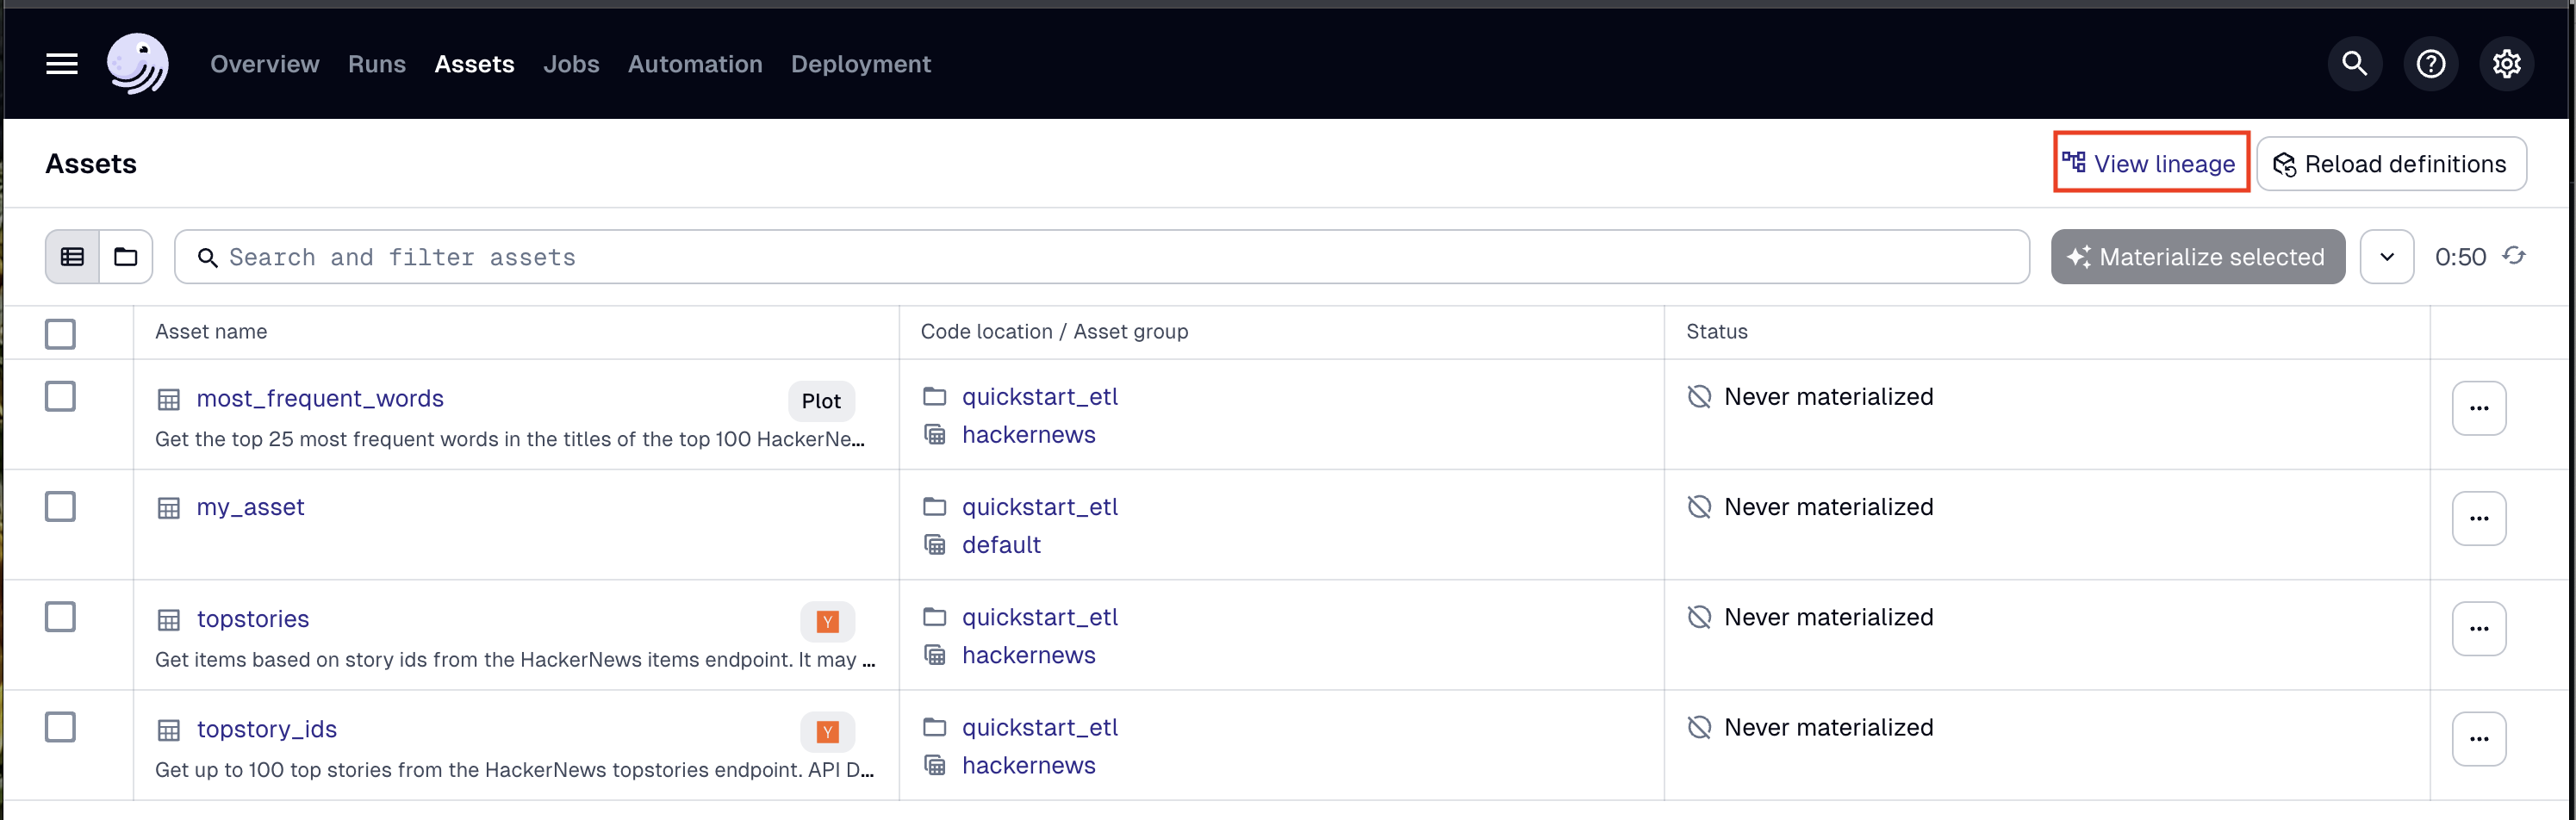 Overview Runs Assets Jobs Automation Deployment
Assets
View lineage
Reload definitions
Search and filter assets
Materialize selected
0:50
Asset name
Code location / Asset group
Status
most_frequent_words
Plot
Get the top 25 most frequent words in the titles of the top 100 HackerNe...
quickstart_etl
hackernews
Never materialized
my_asset
quickstart_etl
default
Never materialized
topstories
Y
Get items based on story ids from the HackerNews items endpoint. It may ...
quickstart_etl
hackernews
Never materialized
topstory_ids
Y
Get up to 100 top stories from the HackerNews topstories endpoint. API D...
quickstart_etl
hackernews
Never materialized